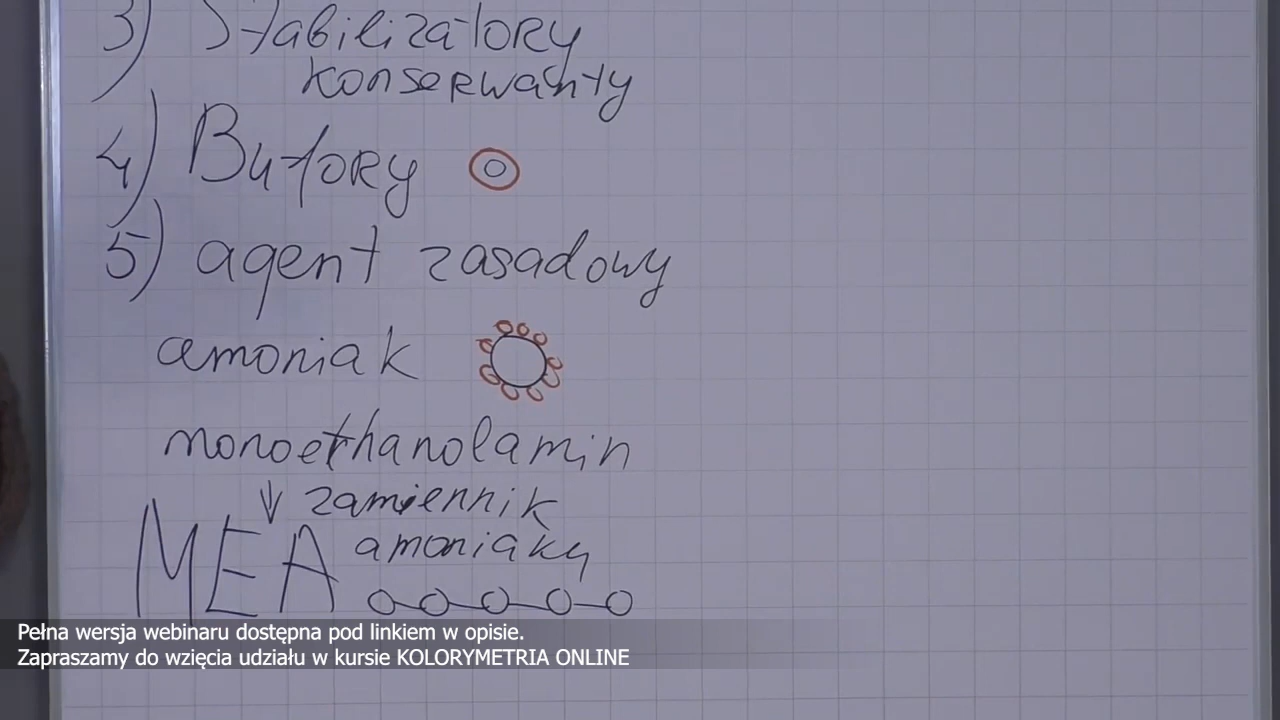 3) Stabilizatory
konserwanty
4) Bufory
5) agent zasadowy
amoniak
monoethanolamin
↓ zamiennik
MEA amoniaku
Pełna wersja webinaru dostępna pod linkiem w opisie.
Zapraszamy do wzięcia udziału w kursie KOLORYMETRIA ONLINE